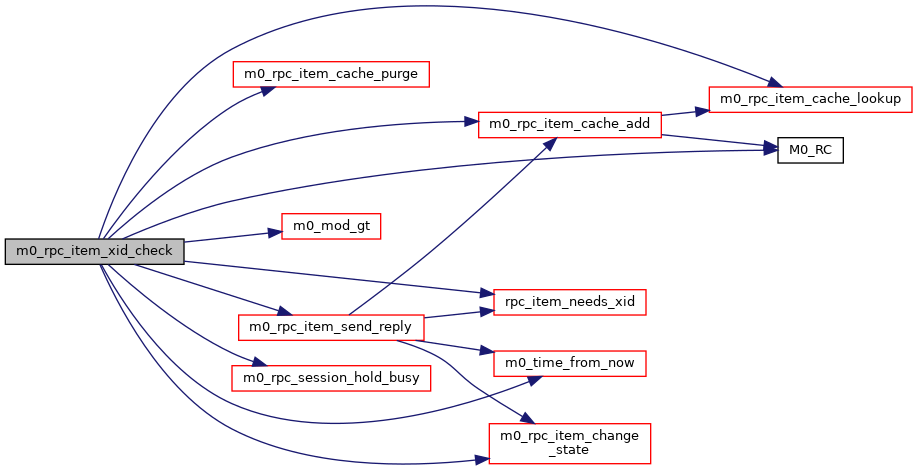 m0_rpc_item_cache_purge
m0_rpc_item_cache_lookup
m0_rpc_item_cache_add
M0_RC
m0_mod_gt
m0_rpc_item_xid_check
rpc_item_needs_xid
m0_rpc_item_send_reply
m0_time_from_now
m0_rpc_session_hold_busy
m0_rpc_item_change
_state